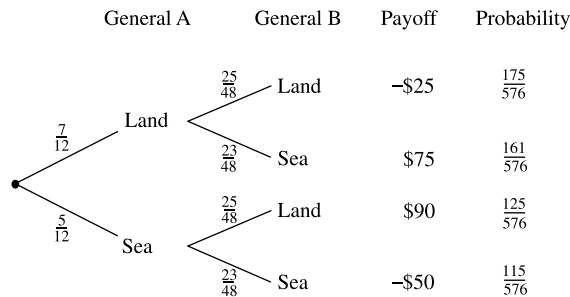 General A General B Payoff Probability
25/48 Land –$25 175/576
7/12 Land
23/48 Sea $75 161/576
25/48 Land $90 125/576
5/12 Sea
23/48 Sea –$50 115/576